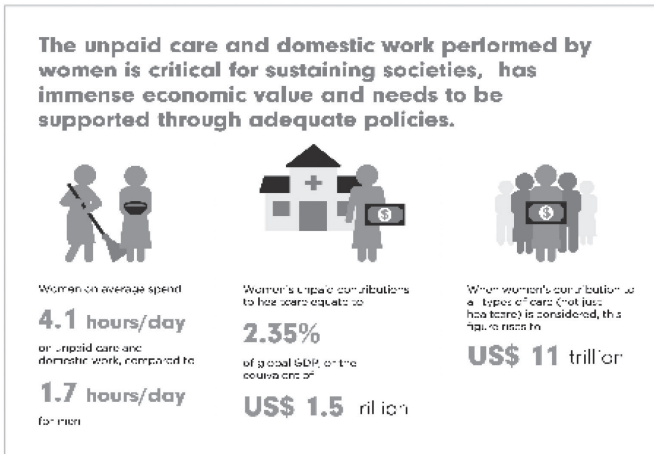 The unpaid care and domestic work performed by
women is critical for sustaining societies, has
immense economic value and needs to be
supported through adequate policies.
Women on average spend
4.1 hours/day
on unpaid care and
domestic work, compared to
1.7 hours/day
for men
Women's unpaid contributions
to healtcare equate to
2.35%
of global GDP, or the
equivalent of
US$ 1.5
When women's contribution to
all types of care (not just
healtcare) is considered, this
figure rises to
US$ 11 trillion